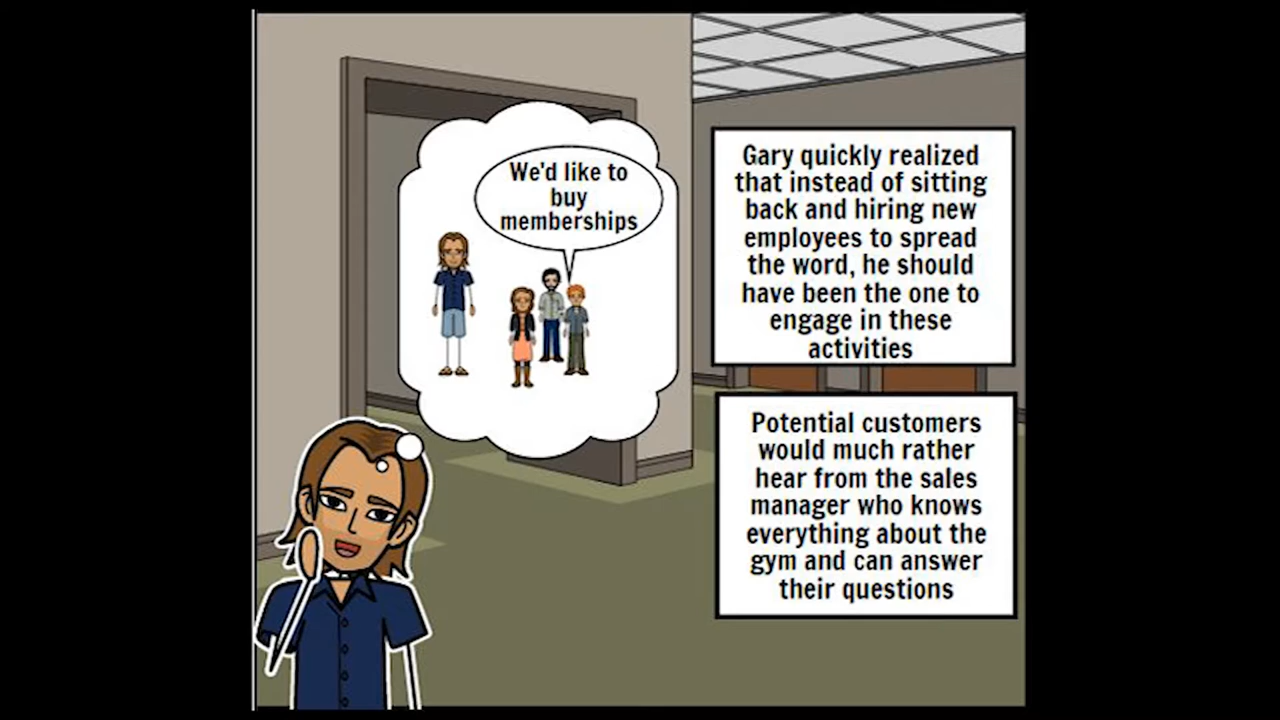 We'd like to
buy
memberships
Gary quickly realized
that instead of sitting
back and hiring new
employees to spread
the word, he should
have been the one to
engage in these
activities
Potential customers
would much rather
hear from the sales
manager who knows
everything about the
gym and can answer
their questions